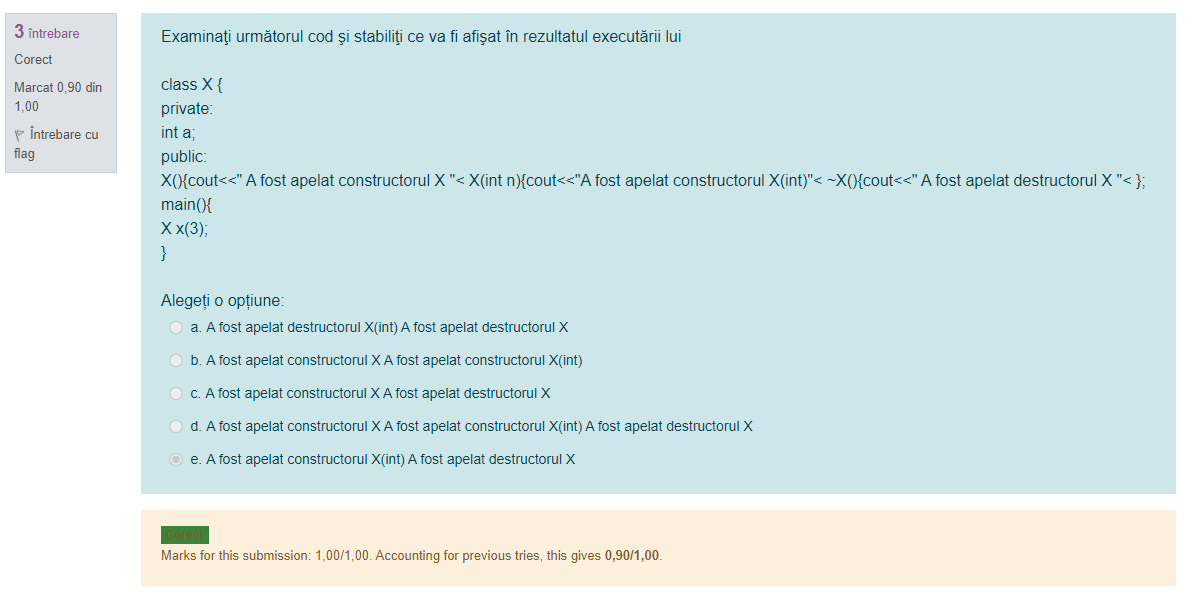 3 întrebare
Corect
Marcat 0,90 din
1,00
Întrebare cu
flag
Examinaţi următorul cod şi stabiliţi ce va fi afişat în rezultatul executării lui
class X {
private:
int a;
public:
X(){cout<<" A fost apelat constructorul X "< X(int n){cout<<"A fost apelat constructorul X(int)"< ~X(){cout<<" A fost apelat destructorul X "< };
main(){
X x(3);
}
Alegeți o opțiune:
a. A fost apelat destructorul X(int) A fost apelat destructorul X
b. A fost apelat constructorul X A fost apelat constructorul X(int)
c. A fost apelat constructorul X A fost apelat destructorul X
d. A fost apelat constructorul X A fost apelat constructorul X(int) A fost apelat destructorul X
e. A fost apelat constructorul X(int) A fost apelat destructorul X
Corect
Marks for this submission: 1,00/1,00. Accounting for previous tries, this gives 0,90/1,00.